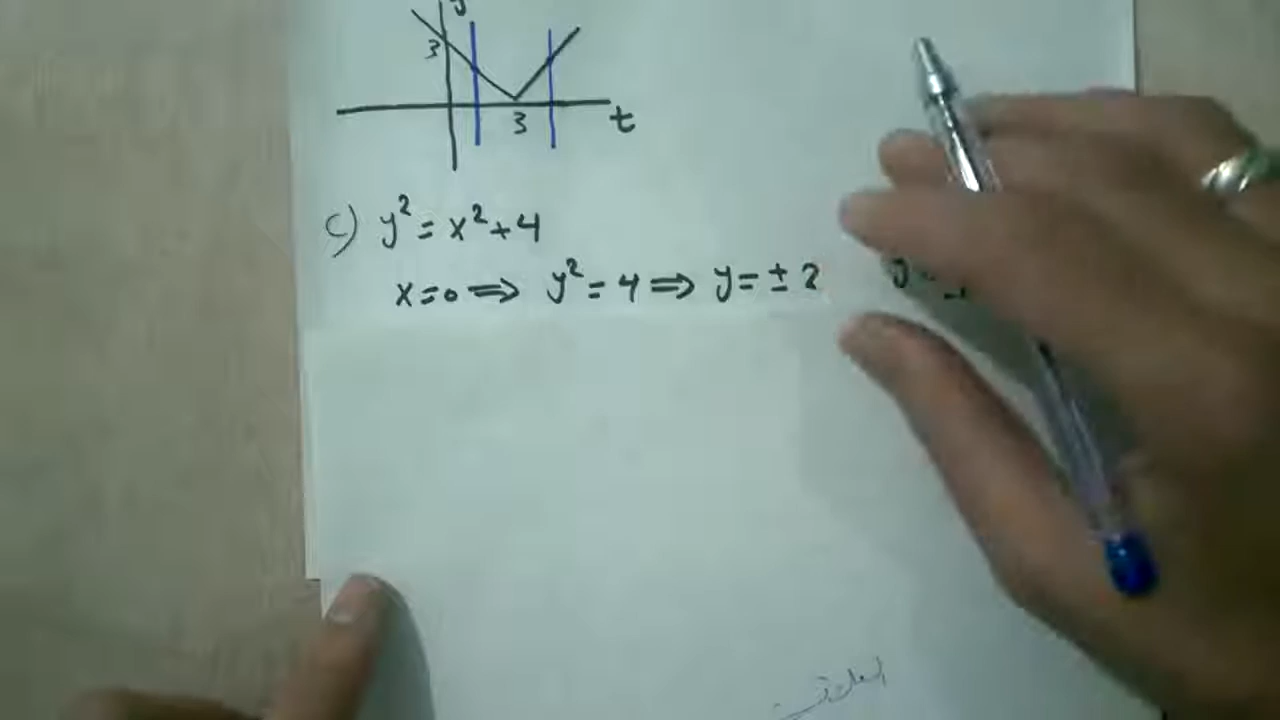 y
3
3 t
c) y² = x² + 4
x = 0 ⟹ y² = 4 ⟹ y = ± 2